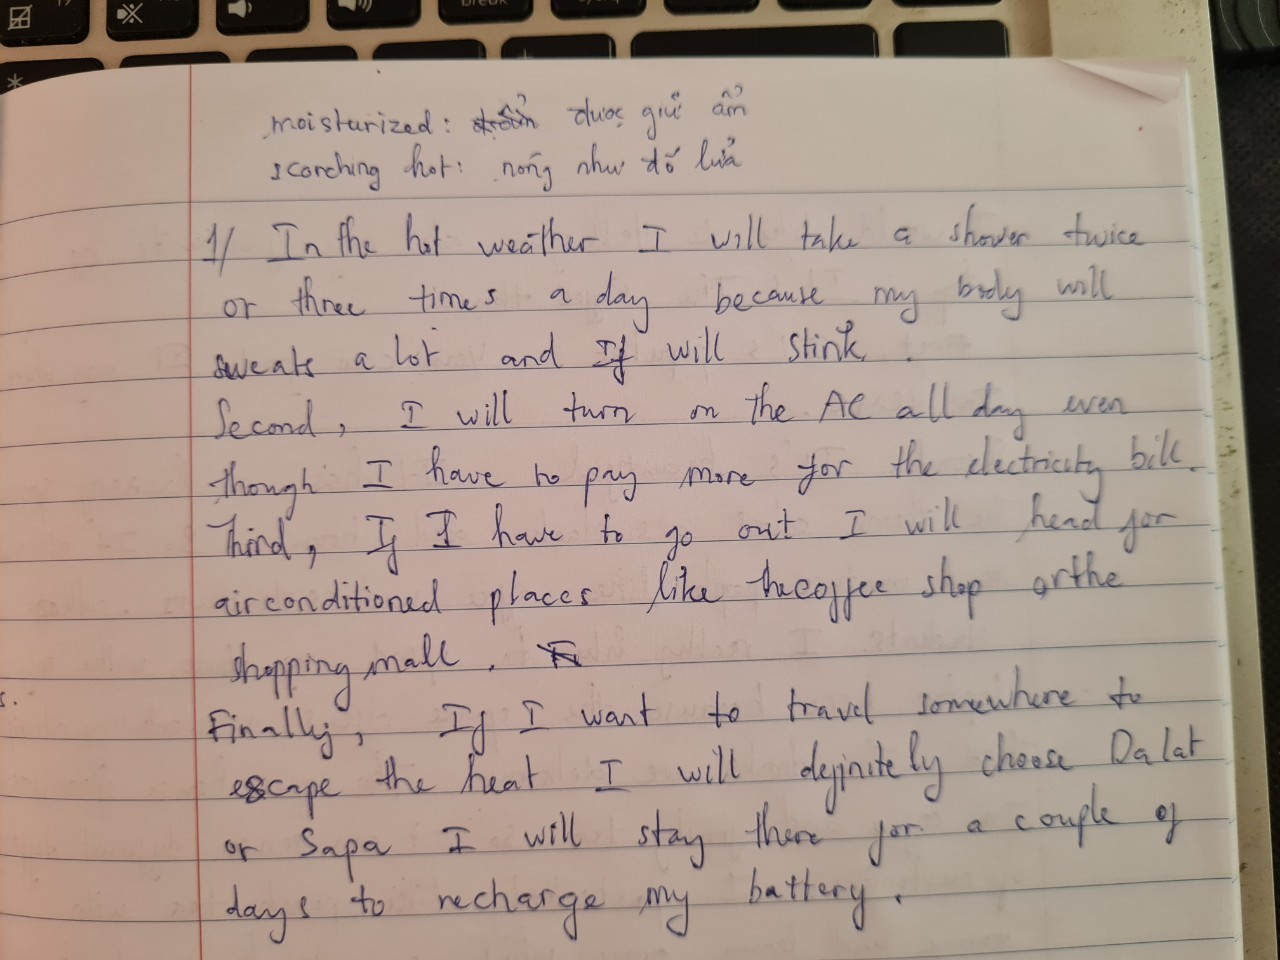 break
moisturized: được giữ ẩm
scorching hot: nóng như đổ lửa
1/ In the hot weather I will take a shower twice
or three times a day because my body will
sweats a lot and If will stink.
Second, I will turn on the AC all day even
though I have to pay more for the electricity bill.
Third, If I have to go out I will head for
airconditioned places like the coffee shop or the
shopping mall.
s.
Finally, If I want to travel somewhere to
escape the heat I will definitely choose Da lat
or Sapa I will stay there for a couple of
days to recharge my battery.